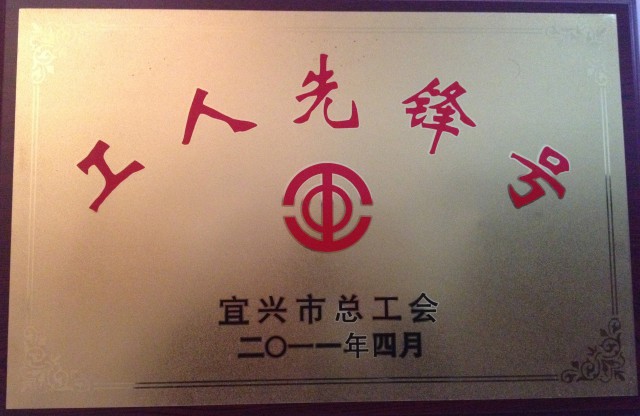 工人先锋号
宜兴市总工会
二〇一一年四月